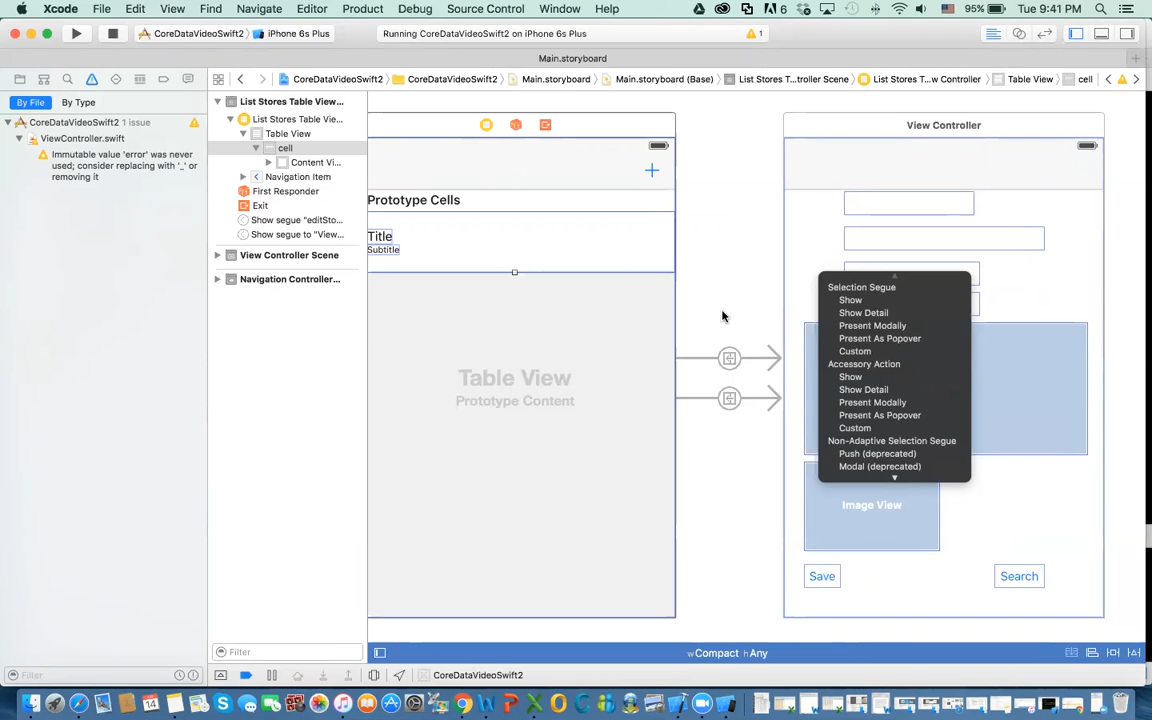 Xcode File Edit View Find Navigate Editor Product Debug Source Control Window Help 6 95% Tue 9:41 PM
CoreDataVideoSwift2 iPhone 6s Plus Running CoreDataVideoSwift2 on iPhone 6s Plus 1
Main.storyboard
CoreDataVideoSwift2 CoreDataVideoSwift2 Main.storyboard Main.storyboard (Base) List Stores T...troller Scene List Stores T...w Controller Table View cell
By File By Type
CoreDataVideoSwift2 1 issue
ViewController.swift
Immutable value 'error' was never
used; consider replacing with '_' or
removing it
Filter
List Stores Table View...
List Stores Table Vie...
Table View
cell
Content Vi...
Navigation Item
First Responder
Exit
Show segue "editSto...
Show segue to "View...
View Controller Scene
Navigation Controller...
Filter
Prototype Cells
Title
Subtitle
Table View
Prototype Content
View Controller
Selection Segue
Show
Show Detail
Present Modally
Present As Popover
Custom
Accessory Action
Show
Show Detail
Present Modally
Present As Popover
Custom
Non-Adaptive Selection Segue
Push (deprecated)
Modal (deprecated)
Image View
Save Search
wCompact hAny
CoreDataVideoSwift2
14